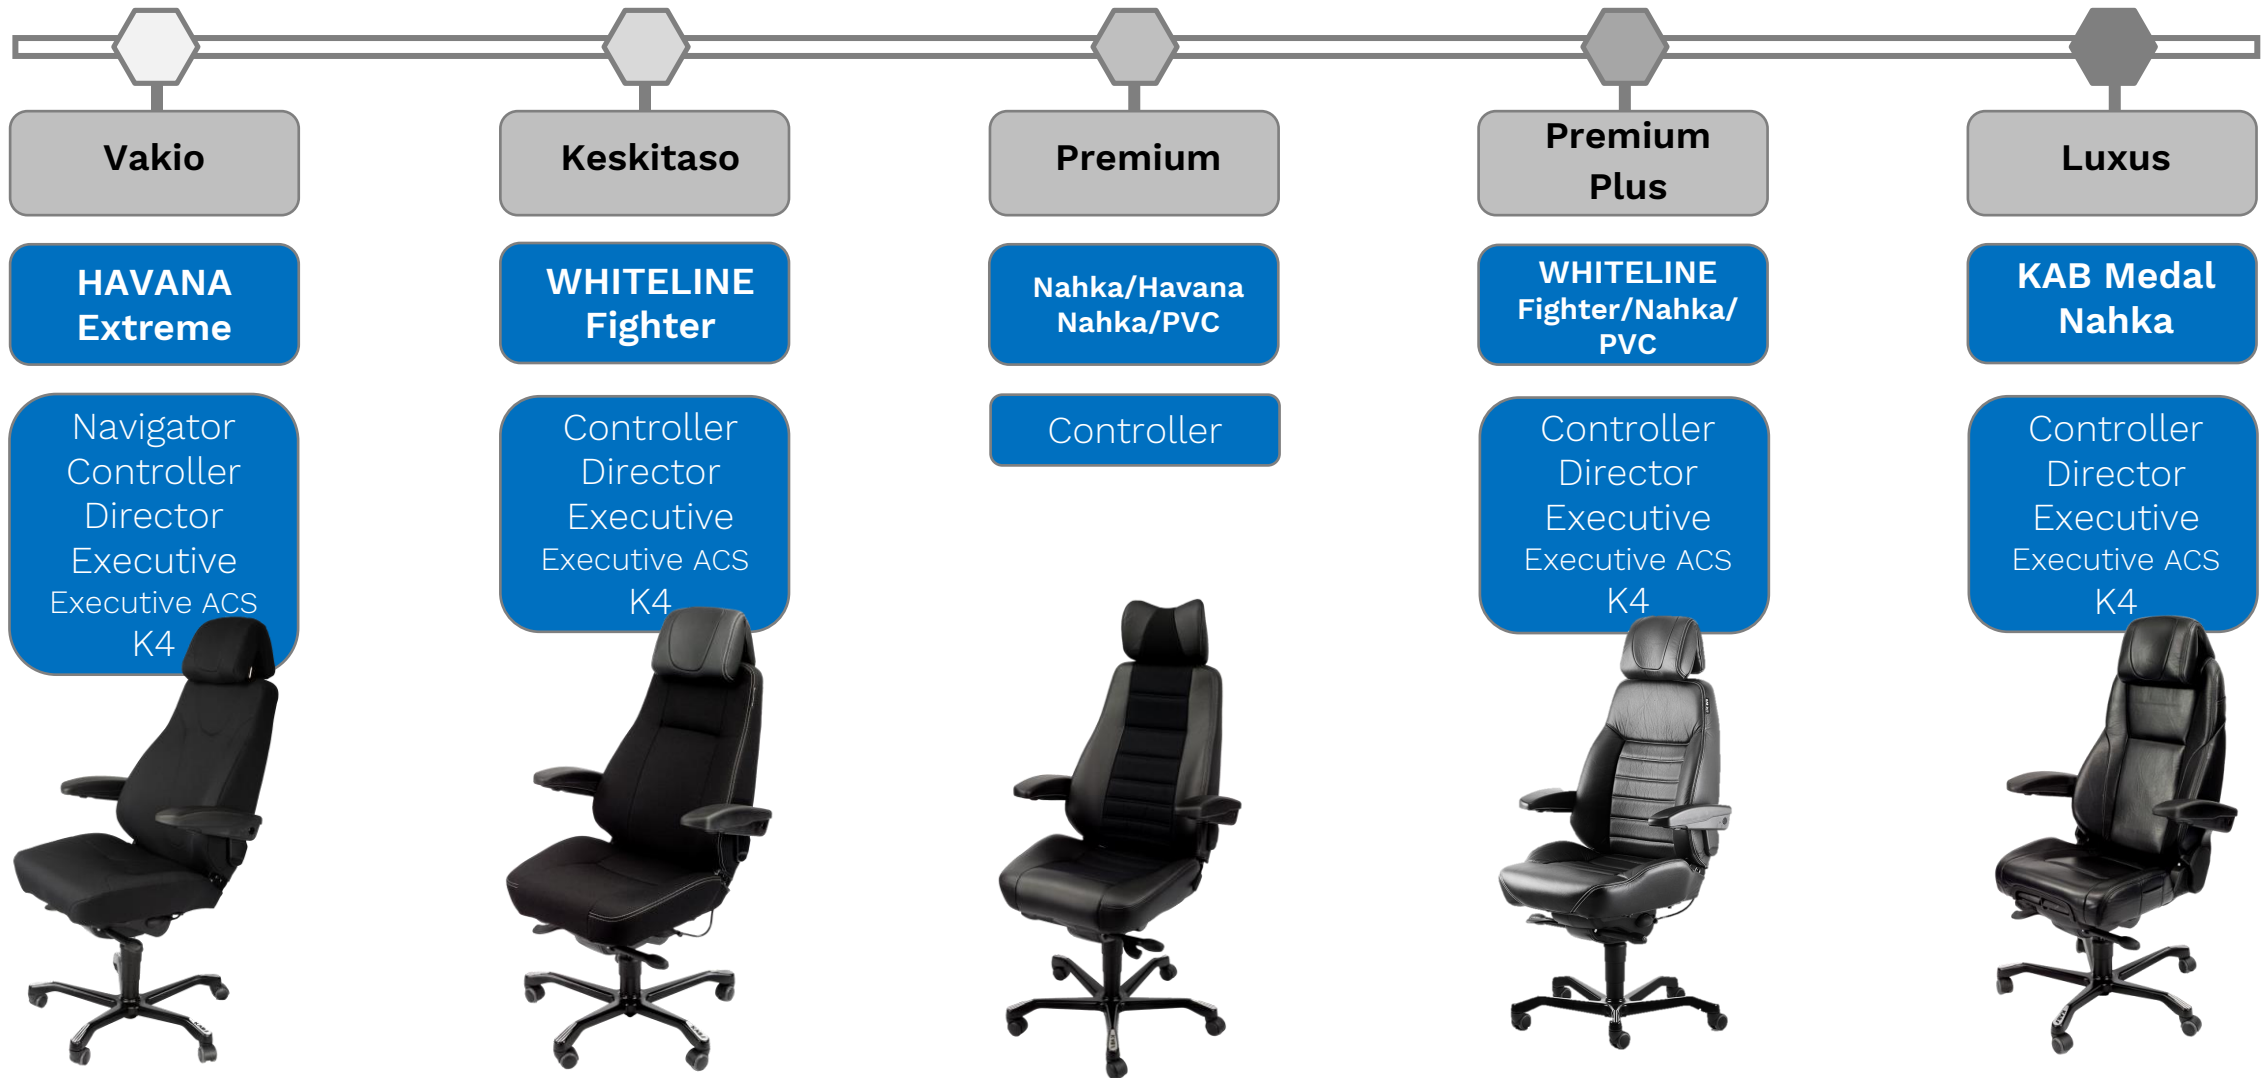 Vakio
HAVANA
Extreme
Navigator
Controller
Director
Executive
Executive ACS
K4
Keskitaso
WHITELINE
Fighter
Controller
Director
Executive
Executive ACS
K4
Premium
Nahka/Havana
Nahka/PVC
Controller
Premium
Plus
WHITELINE
Fighter/Nahka/
PVC
Controller
Director
Executive
Executive ACS
K4
Luxus
KAB Medal
Nahka
Controller
Director
Executive
Executive ACS
K4